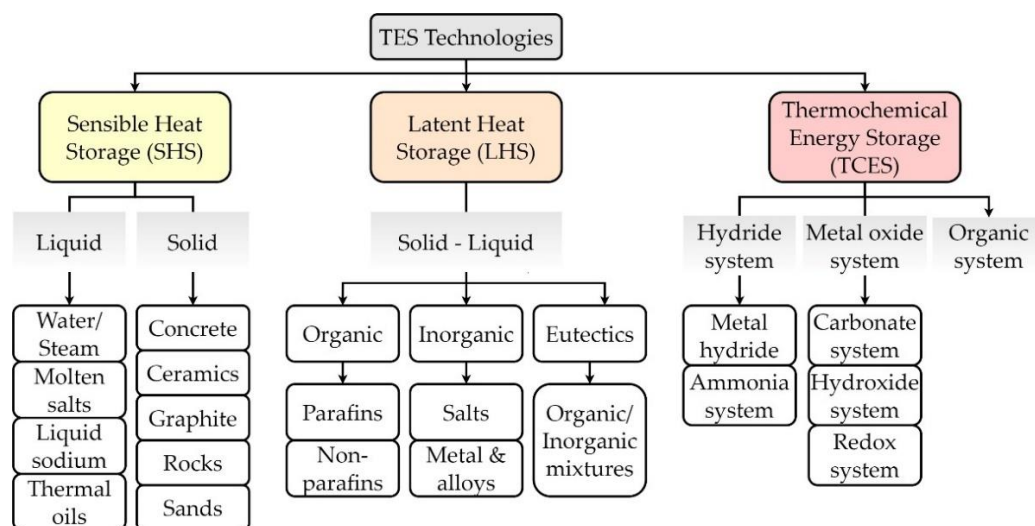 TES Technologies
Sensible Heat
Storage (SHS)
Latent Heat
Storage (LHS)
Thermochemical
Energy Storage
(TCES)
Liquid
Solid
Solid - Liquid
Hydride
system
Metal oxide
system
Organic
system
Water/
Steam
Molten
salts
Liquid
sodium
Thermal
oils
Concrete
Ceramics
Graphite
Rocks
Sands
Organic
Inorganic
Eutectics
Parafins
Non-
parafins
Salts
Metal &
alloys
Organic/
Inorganic
mixtures
Metal
hydride
Ammonia
system
Carbonate
system
Hydroxide
system
Redox
system